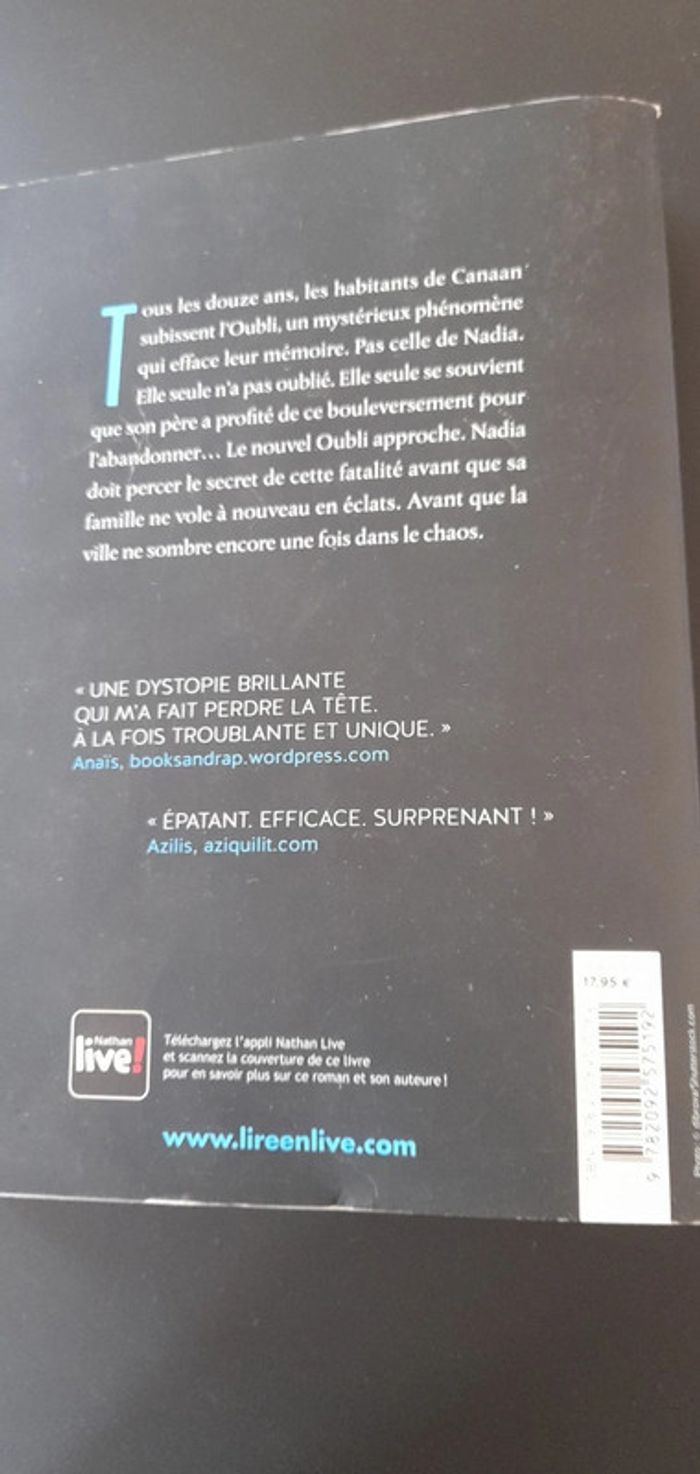 Tous les douze ans, les habitants de Canaan
subissent l'Oubli, un mystérieux phénomène
qui efface leur mémoire. Pas celle de Nadia.
Elle seule n'a pas oublié. Elle seule se souvient
que son père a profité de ce bouleversement pour
l'abandonner... Le nouvel Oubli approche. Nadia
doit percer le secret de cette fatalité avant que sa
famille ne vole à nouveau en éclats. Avant que la
ville ne sombre encore une fois dans le chaos.
« UNE DYSTOPIE BRILLANTE
QUI M'A FAIT PERDRE LA TÊTE.
À LA FOIS TROUBLANTE ET UNIQUE. »
Anaïs, booksandrap.wordpress.com
« ÉPATANT. EFFICACE. SURPRENANT ! »
Azilis, aziquilit.com
Nathan
live!
Téléchargez l'appli Nathan Live
et scannez la couverture de ce livre
pour en savoir plus sur ce roman et son auteure !
www.lireenlive.com
17,95 €
9 782092 575192